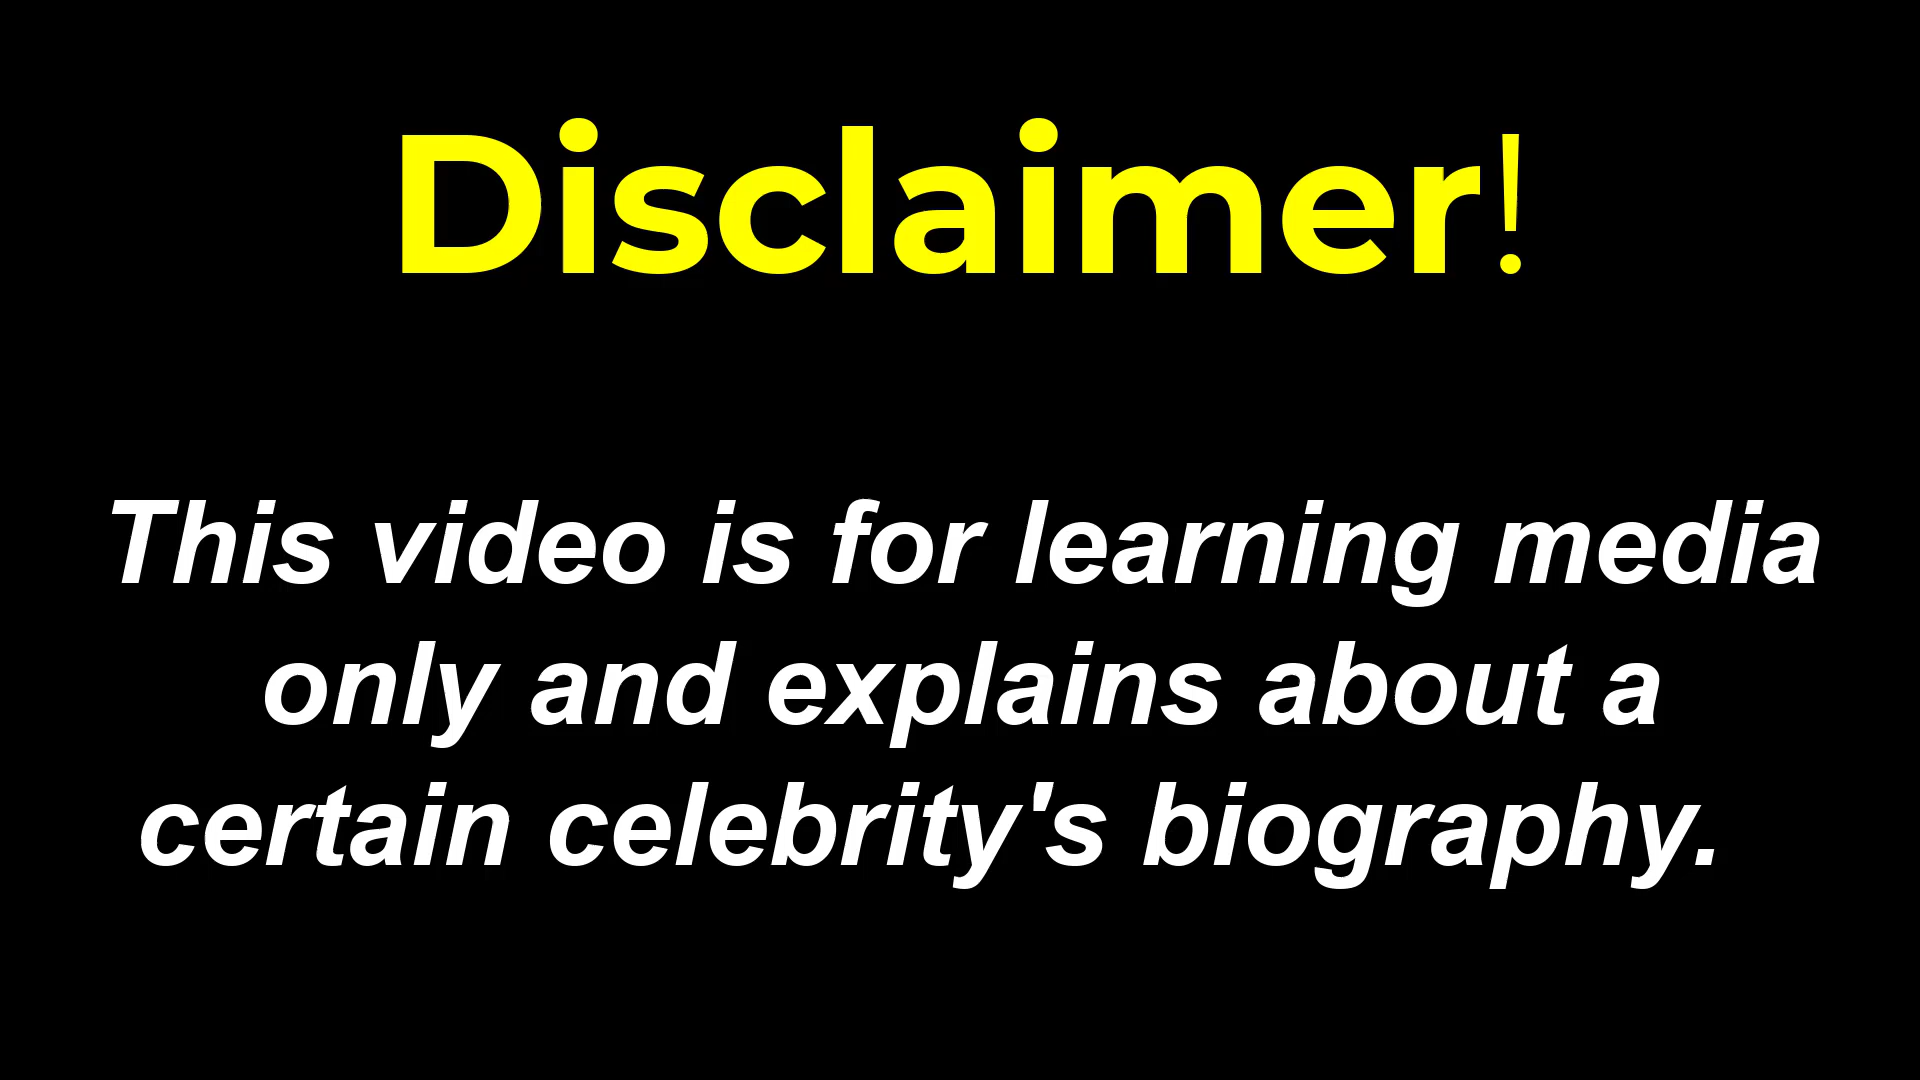 Disclaimer!
This video is for learning media
only and explains about a
certain celebrity's biography.